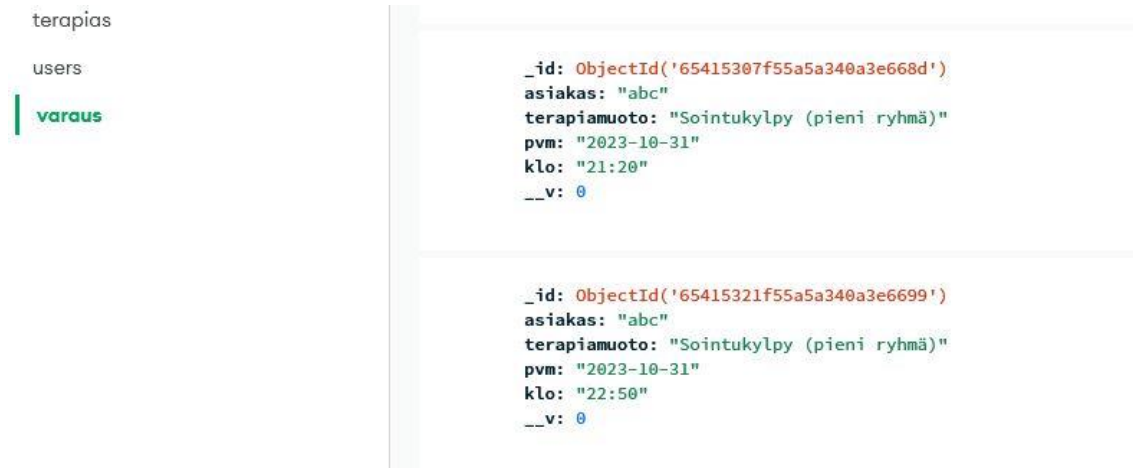 terapias
users
varaus
_id: ObjectId('65415307f55a5a340a3e668d')
asiakas: "abc"
terapiamuoto: "Sointukylpy (pieni ryhmä)"
pvm: "2023-10-31"
klo: "21:20"
__v: 0
_id: ObjectId('65415321f55a5a340a3e6699')
asiakas: "abc"
terapiamuoto: "Sointukylpy (pieni ryhmä)"
pvm: "2023-10-31"
klo: "22:50"
__v: 0